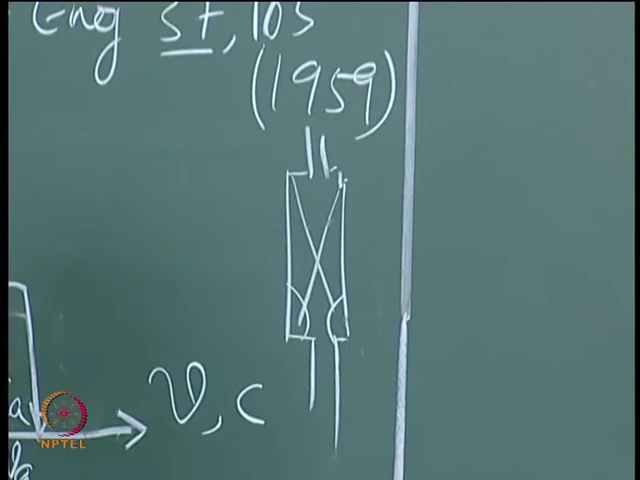 Eng St, 105
(1959)
ϑ, c
a
NPTEL